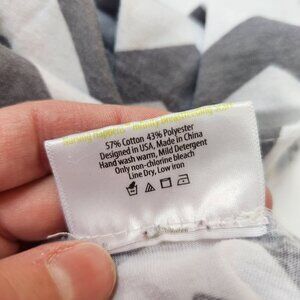 57% Cotton 43% Polyester
Designed in USA, Made in China
Hand wash warm, Mild Detergent
Only non-chlorine bleach
Line Dry, Low iron